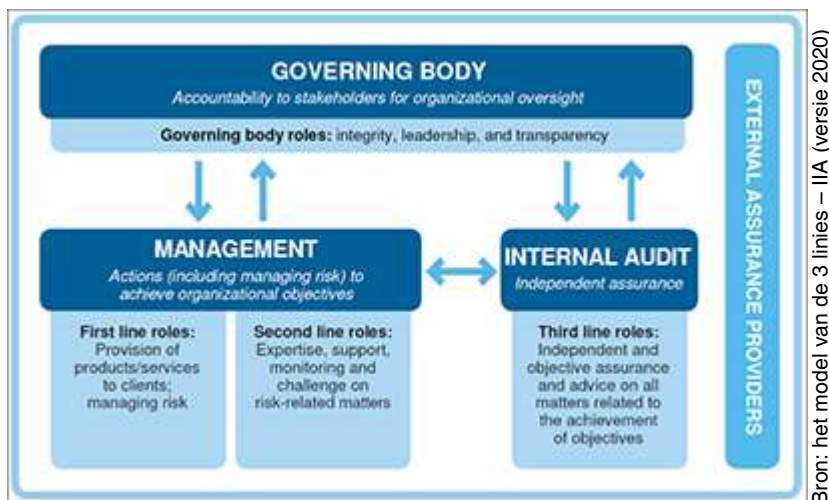 GOVERNING BODY
Accountability to stakeholders for organizational oversight
Governing body roles: integrity, leadership, and transparency
MANAGEMENT
Actions (including managing risk) to
achieve organizational objectives
First line roles:
Provision of
products/services
to clients;
managing risk
Second line roles:
Expertise, support,
monitoring and
challenge on
risk-related matters
INTERNAL AUDIT
Independent assurance
Third line roles:
Independent and
objective assurance
and advice on all
matters related to
the achievement
of objectives
EXTERNAL ASSURANCE PROVIDERS
Bron: het model van de 3 linies – IIA (versie 2020)